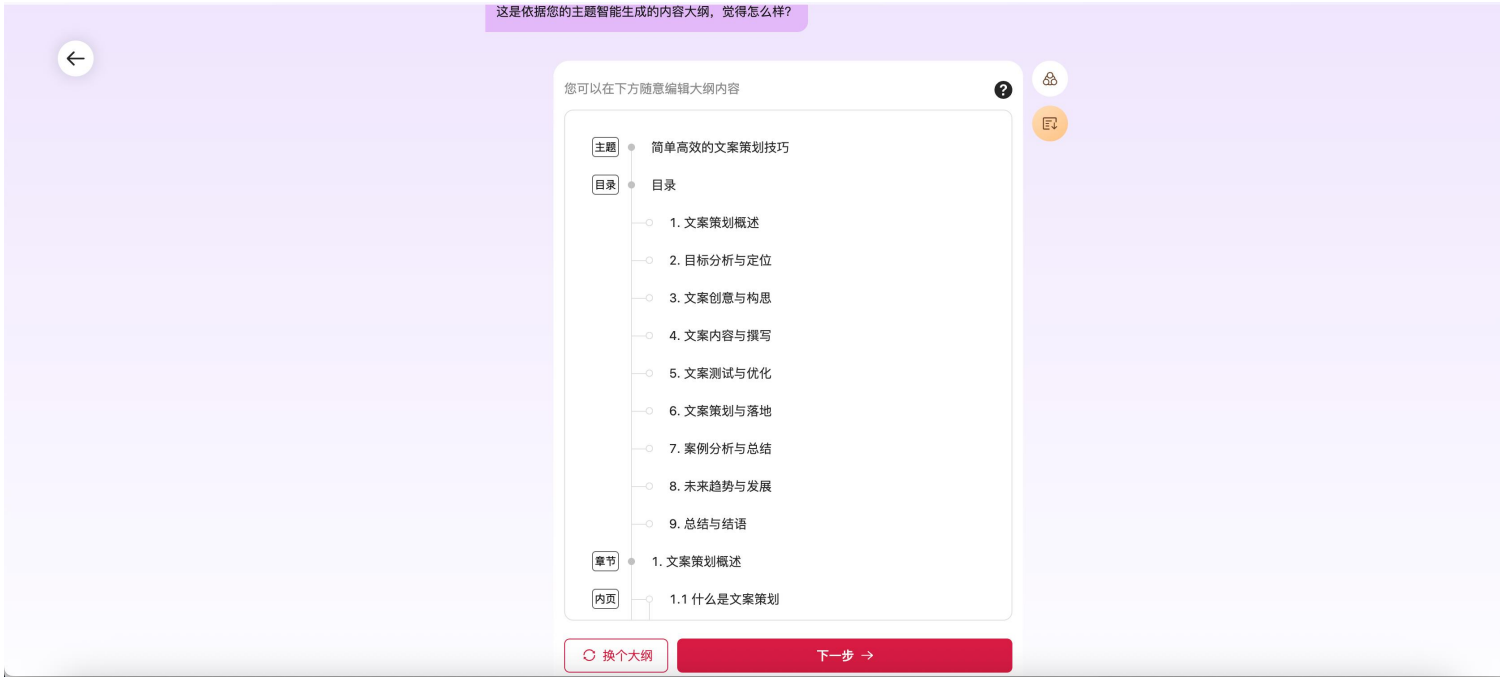 这是依据您的主题智能生成的内容大纲，觉得怎么样?
您可以在下方随意编辑大纲内容
主题 简单高效的文案策划技巧
目录 目录
1. 文案策划概述
2. 目标分析与定位
3. 文案创意与构思
4. 文案内容与撰写
5. 文案测试与优化
6. 文案策划与落地
7. 案例分析与总结
8. 未来趋势与发展
9. 总结与结语
章节 1. 文案策划概述
内页 1.1 什么是文案策划
换个大纲 下一步